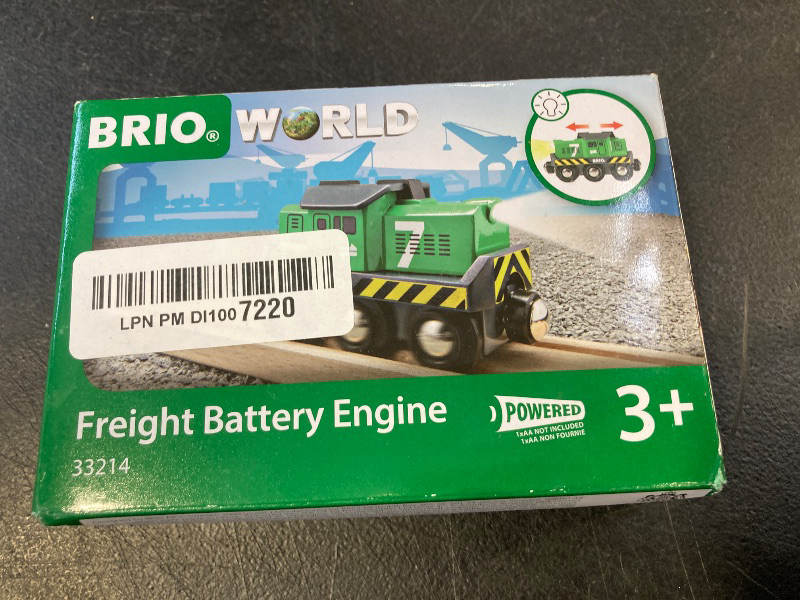 BRIO® WORLD
7
BRIO
7
LPN PM DI100 7220
Freight Battery Engine
33214
POWERED
1xAA NOT INCLUDED
1xAA NON FOURNIE
3+